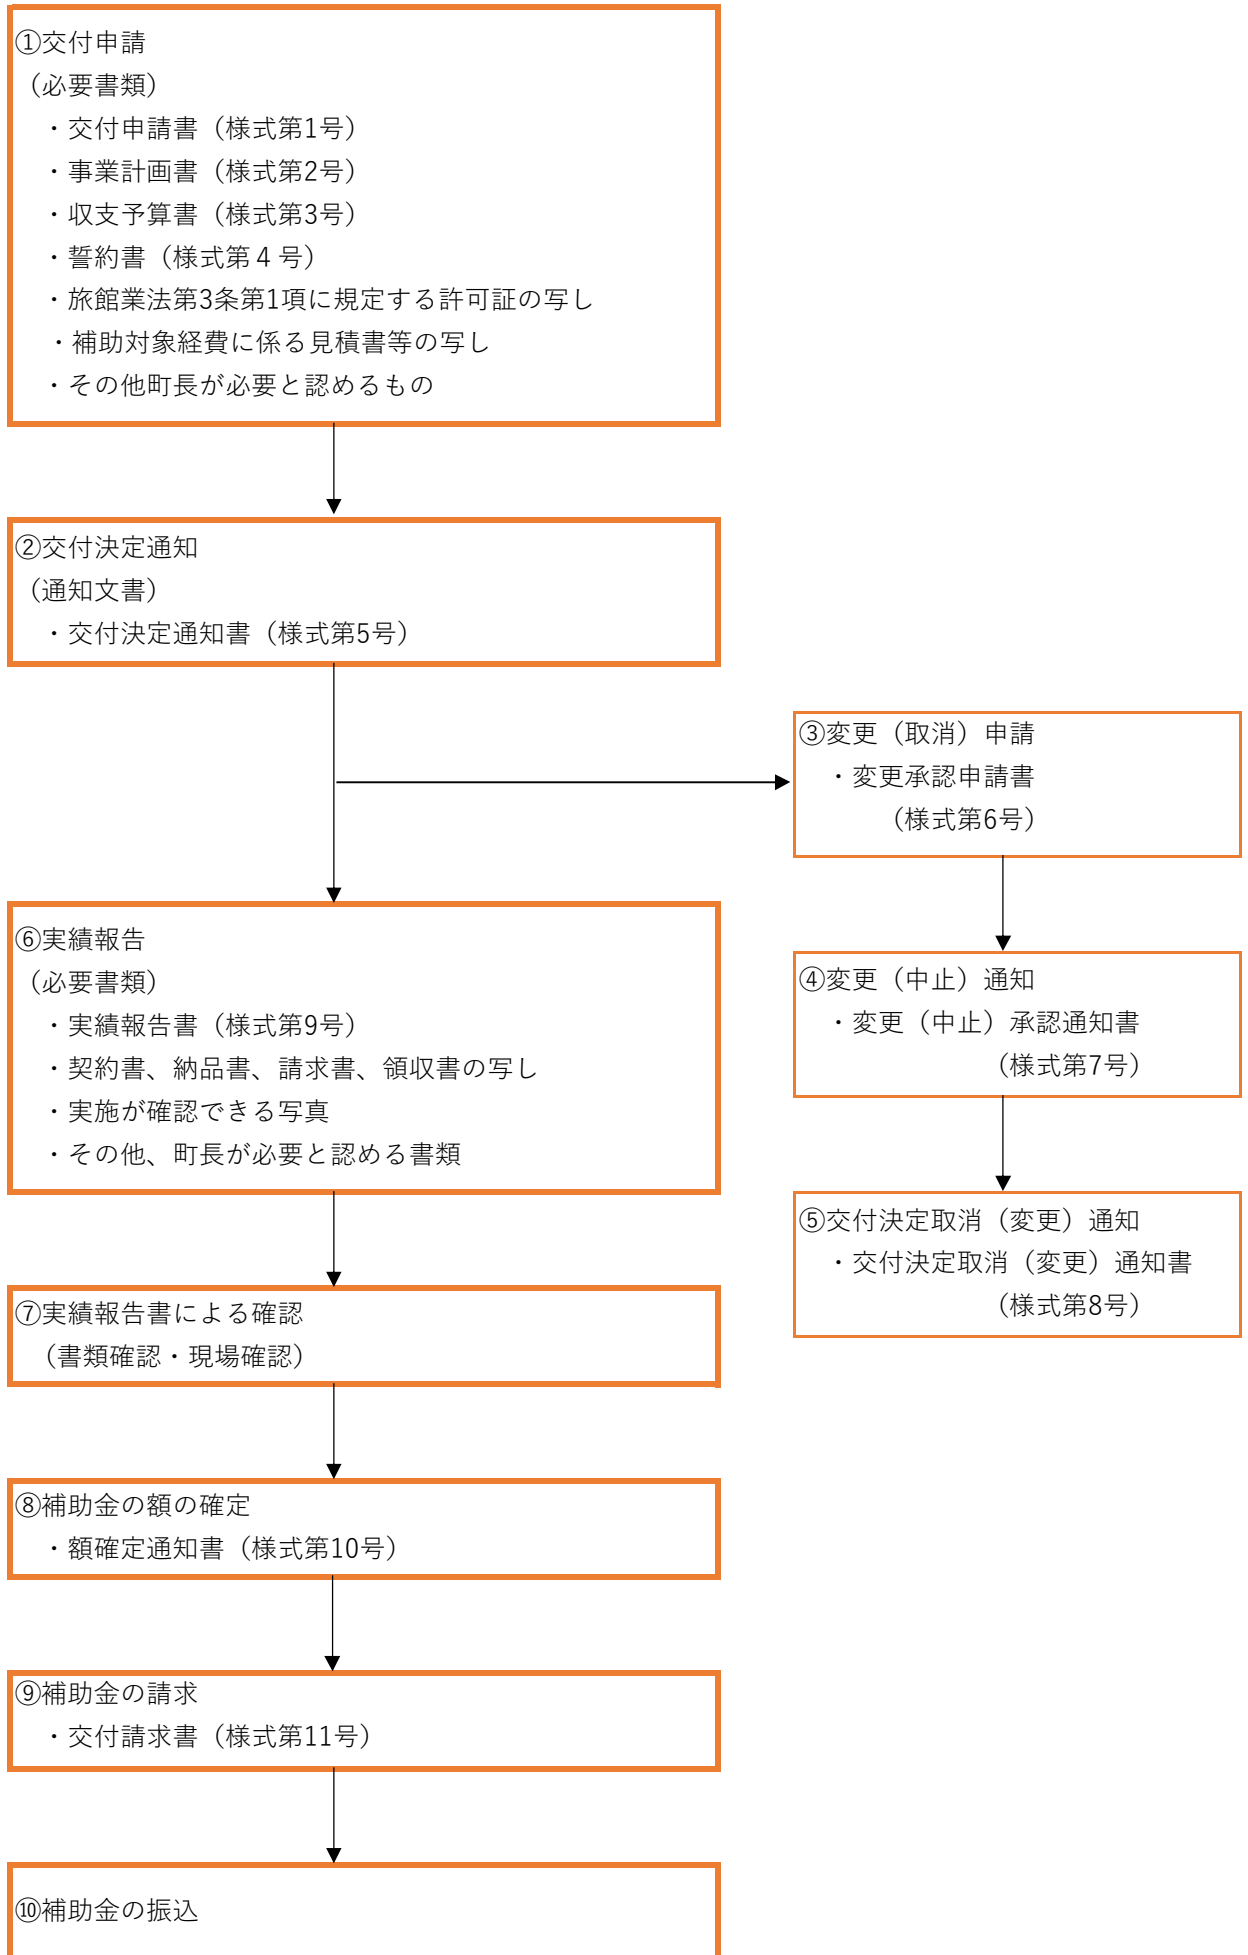 ①交付申請
（必要書類）
・交付申請書（様式第1号）
・事業計画書（様式第2号）
・収支予算書（様式第3号）
・誓約書（様式第４号）
・旅館業法第3条第1項に規定する許可証の写し
・補助対象経費に係る見積書等の写し
・その他町長が必要と認めるもの
②交付決定通知
（通知文書）
・交付決定通知書（様式第5号）
③変更（取消）申請
・変更承認申請書
（様式第6号）
④変更（中止）通知
・変更（中止）承認通知書
（様式第7号）
⑤交付決定取消（変更）通知
・交付決定取消（変更）通知書
（様式第8号）
⑥実績報告
（必要書類）
・実績報告書（様式第9号）
・契約書、納品書、請求書、領収書の写し
・実施が確認できる写真
・その他、町長が必要と認める書類
⑦実績報告書による確認
（書類確認・現場確認）
⑧補助金の額の確定
・額確定通知書（様式第10号）
⑨補助金の請求
・交付請求書（様式第11号）
⑩補助金の振込